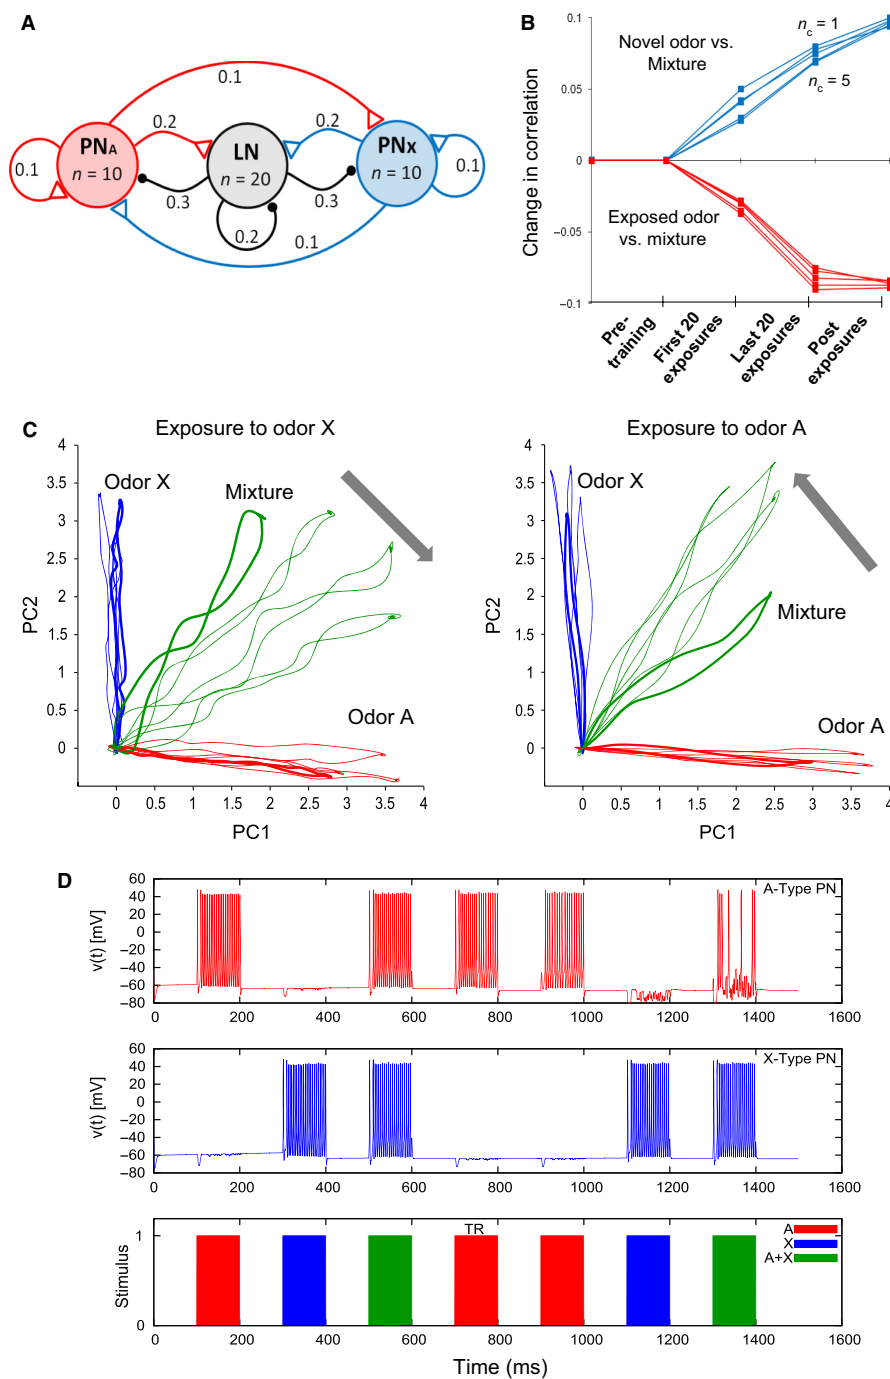 A
0.1
0.2
0.2
PNA
LN
PNX
0.1
n = 10
n = 20
n = 10
0.1
0.3
0.3
0.2
0.1
B
0.1
Novel odor vs.
Mixture
nc = 1
0.05
nc = 5
Change in correlation
0
Exposed odor
vs. mixture
−0.05
−0.1
Pre-
training
First 20
exposures
Last 20
exposures
Post
exposures
C
Exposure to odor X
4
3.5
3
2.5
2
1.5
1
0
PC2
Odor X
Mixture
Odor A
0 0.5 1 1.5 2 2.5 3 3.5 4
PC1
Exposure to odor A
4
3.5
3
2.5
2
1.5
1
0
PC2
Odor X
Mixture
Odor A
0 0.5 1 1.5 2 2.5 3 3.5 4
PC1
D
60
40
20
0
−20
−40
−60
−80
v(t) [mV]
A-Type PN
0 200 400 600 800 1000 1200 1400 1600
60
40
20
0
−20
−40
−60
−80
v(t) [mV]
X-Type PN
0 200 400 600 800 1000 1200 1400 1600
1
0
Stimulus
TR
A
X
A+X
0 200 400 600 800 1000 1200 1400 1600
Time (ms)